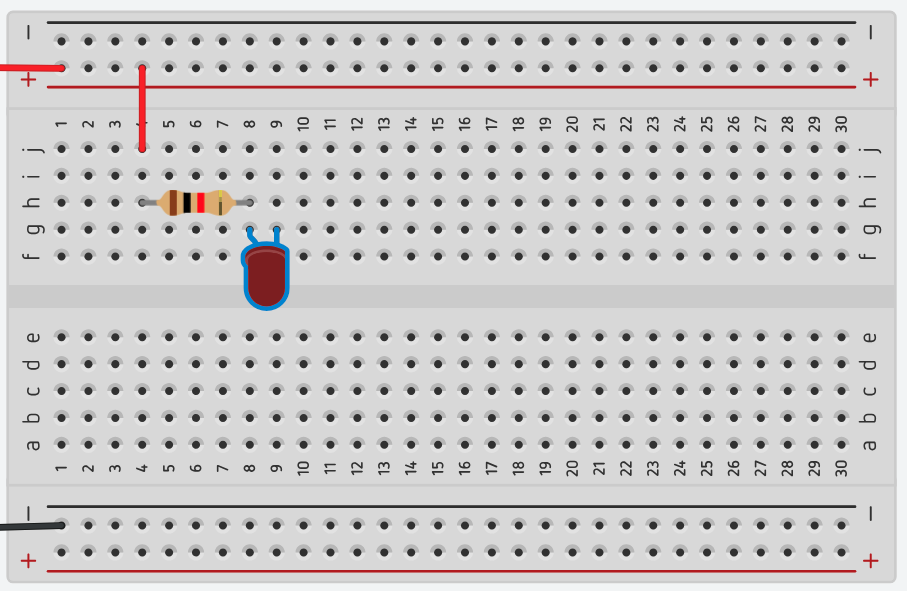 − −
+ +
1 2 3 5 6 7 8 9 10 11 12 13 14 15 16 17 18 19 20 21 22 23 24 25 26 27 28 29 30
j j
i i
h h
g g
f f
e e
d d
c c
b b
a a
1 2 3 4 5 6 7 8 9 10 11 12 13 14 15 16 17 18 19 20 21 22 23 24 25 26 27 28 29 30
− −
+ +